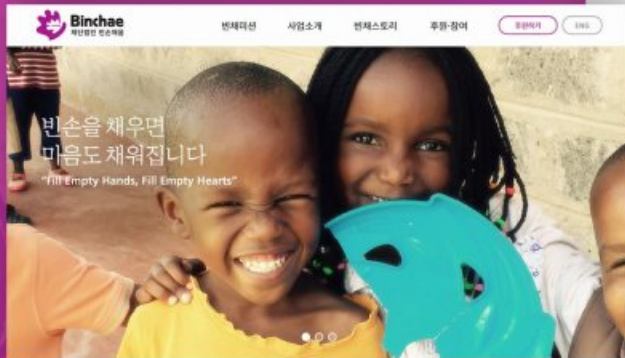 Binchae
재단법인 빈손채움
빈채미션
사업소개
빈채스토리
후원·참여
후원하기
ENG
빈손을 채우면
마음도 채워집니다
"Fill Empty Hands, Fill Empty Hearts"